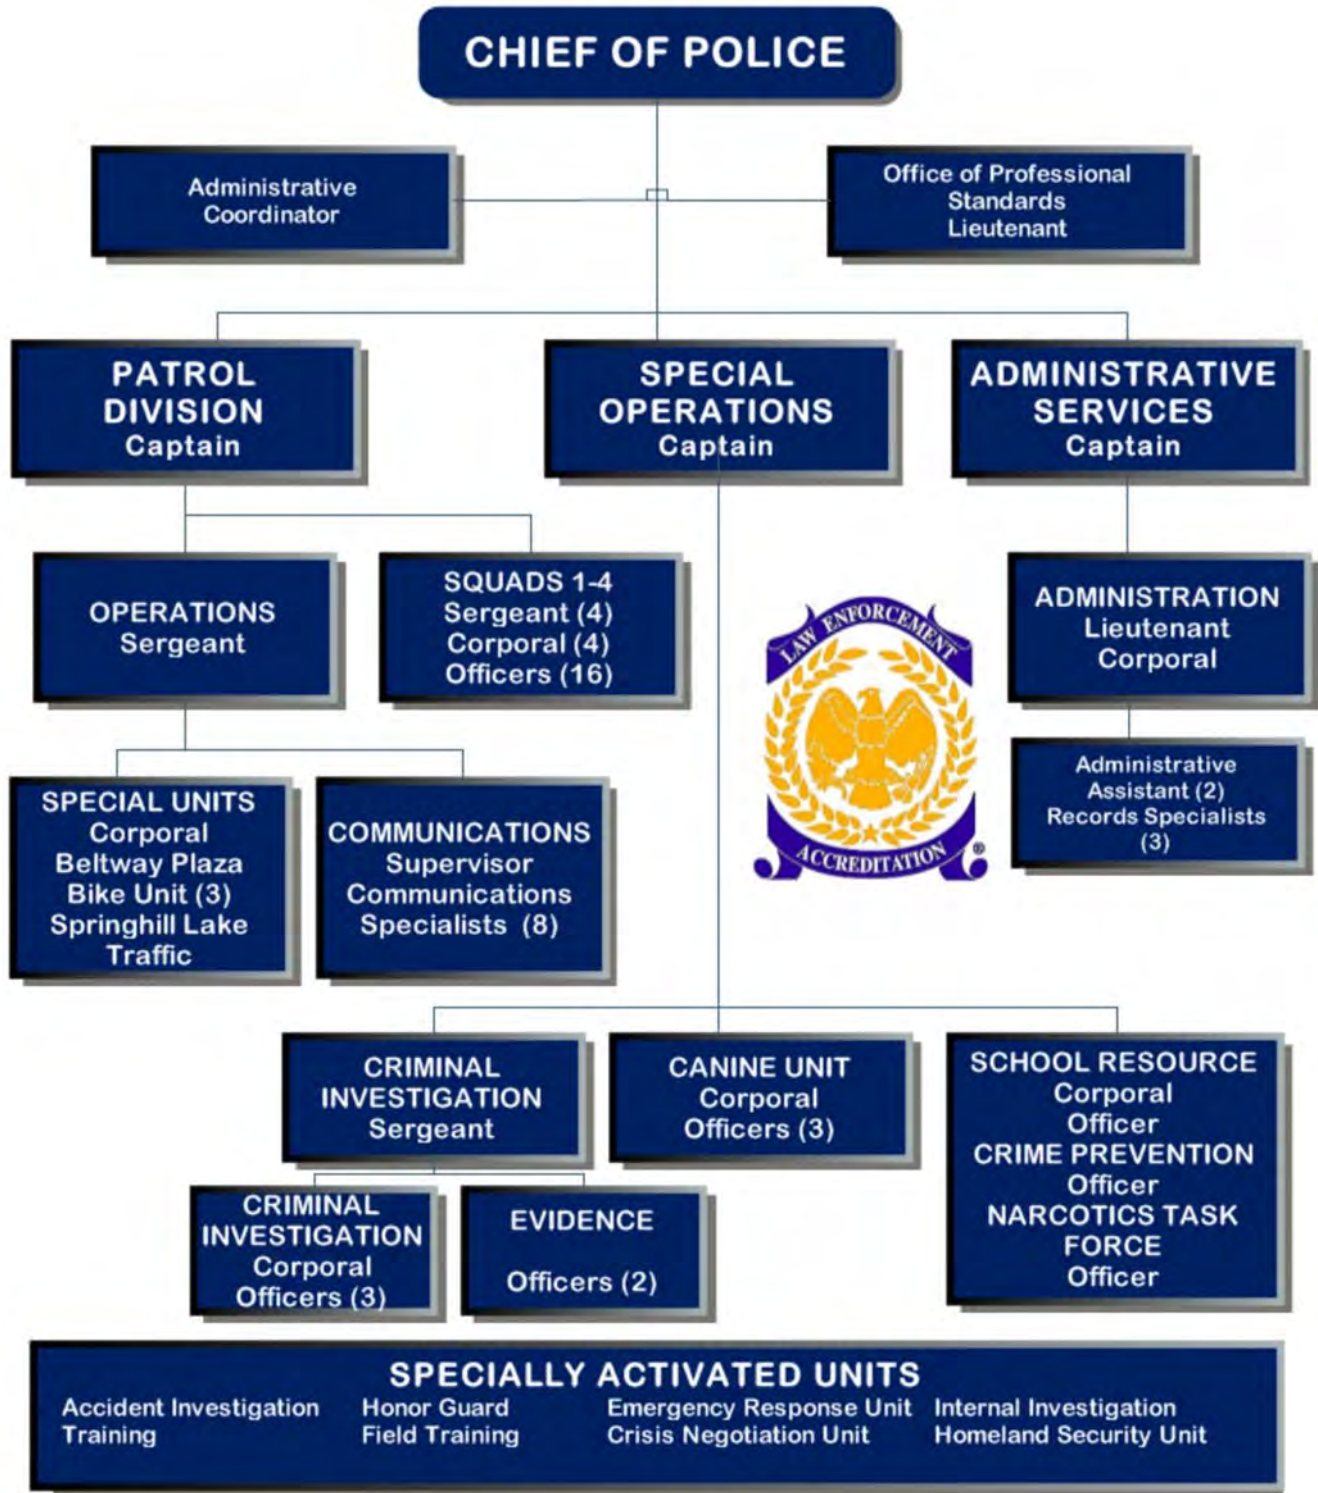 CHIEF OF POLICE
Administrative
Coordinator
Office of Professional
Standards
Lieutenant
PATROL
DIVISION
Captain
SPECIAL
OPERATIONS
Captain
ADMINISTRATIVE
SERVICES
Captain
OPERATIONS
Sergeant
SQUADS 1-4
Sergeant (4)
Corporal (4)
Officers (16)
ADMINISTRATION
Lieutenant
Corporal
SPECIAL UNITS
Corporal
Beltway Plaza
Bike Unit (3)
Springhill Lake
Traffic
COMMUNICATIONS
Supervisor
Communications
Specialists (8)
LAW ENFORCEMENT
ACCREDITATION
®
Administrative
Assistant (2)
Records Specialists
(3)
CRIMINAL
INVESTIGATION
Sergeant
CANINE UNIT
Corporal
Officers (3)
SCHOOL RESOURCE
Corporal
Officer
CRIME PREVENTION
Officer
NARCOTICS TASK
FORCE
Officer
CRIMINAL
INVESTIGATION
Corporal
Officers (3)
EVIDENCE
Officers (2)
SPECIALLY ACTIVATED UNITS
Accident Investigation Honor Guard Emergency Response Unit Internal Investigation
Training Field Training Crisis Negotiation Unit Homeland Security Unit